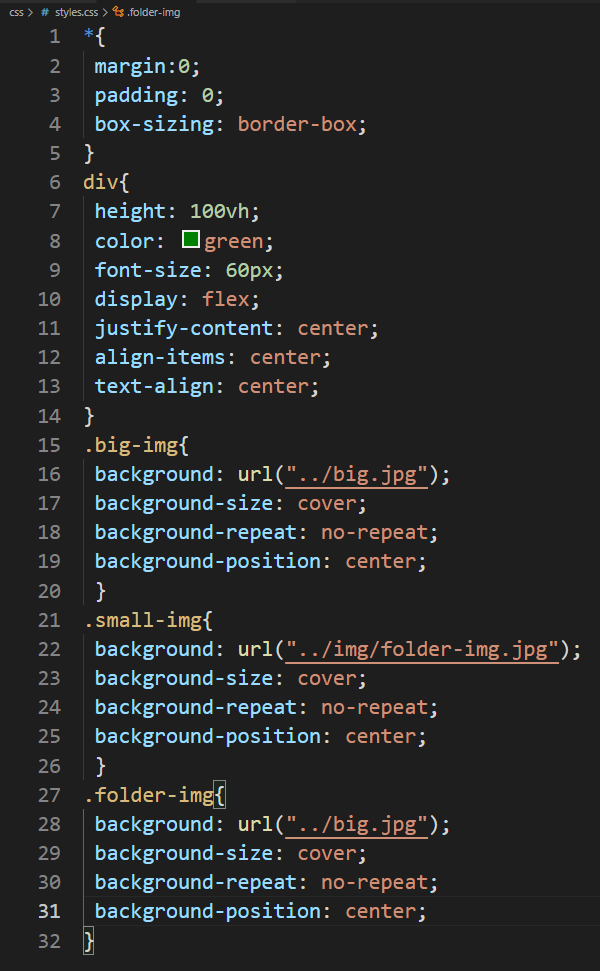 css > # styles.css > .folder-img
1 *{
2 margin:0;
3 padding: 0;
4 box-sizing: border-box;
5 }
6 div{
7 height: 100vh;
8 color: green;
9 font-size: 60px;
10 display: flex;
11 justify-content: center;
12 align-items: center;
13 text-align: center;
14 }
15 .big-img{
16 background: url("../big.jpg");
17 background-size: cover;
18 background-repeat: no-repeat;
19 background-position: center;
20 }
21 .small-img{
22 background: url("../img/folder-img.jpg");
23 background-size: cover;
24 background-repeat: no-repeat;
25 background-position: center;
26 }
27 .folder-img{
28 background: url("../big.jpg");
29 background-size: cover;
30 background-repeat: no-repeat;
31 background-position: center;
32 }